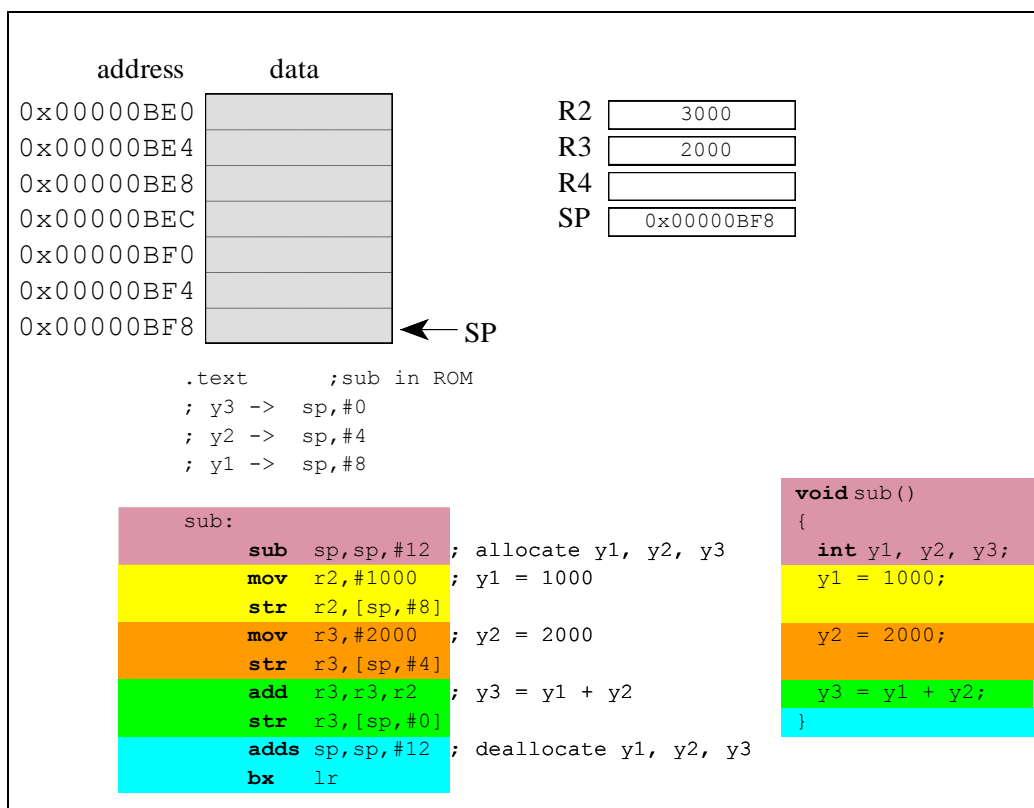 address data
0x00000BE0
0x00000BE4
0x00000BE8
0x00000BEC
0x00000BF0
0x00000BF4
0x00000BF8
SP
R2 3000
R3 2000
R4
SP 0x00000BF8
.text ;sub in ROM
; y3 -> sp,#0
; y2 -> sp,#4
; y1 -> sp,#8
sub:
sub sp,sp,#12 ; allocate y1, y2, y3
mov r2,#1000 ; y1 = 1000
str r2,[sp,#8]
mov r3,#2000 ; y2 = 2000
str r3,[sp,#4]
add r3,r3,r2 ; y3 = y1 + y2
str r3,[sp,#0]
adds sp,sp,#12 ; deallocate y1, y2, y3
bx lr
void sub()
{
int y1, y2, y3;
y1 = 1000;
y2 = 2000;
y3 = y1 + y2;
}